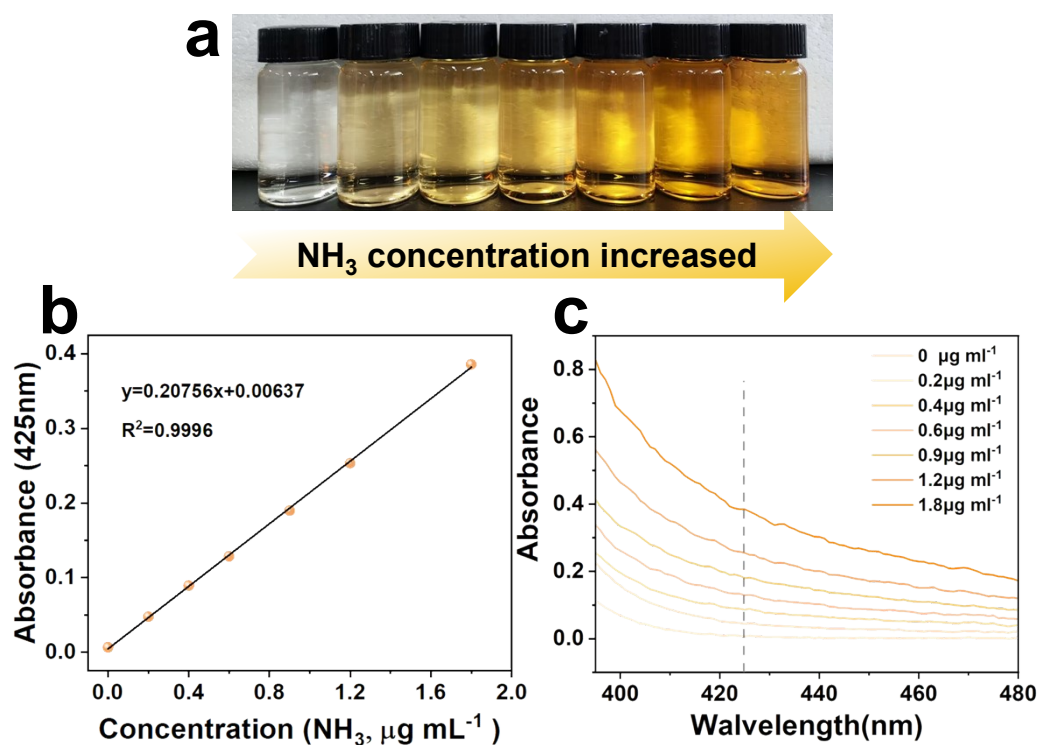 a
NH₃ concentration increased
b
0.4
0.3
0.2
0.1
0.0
Absorbance (425nm)
y=0.20756x+0.00637
R²=0.9996
0.0 0.4 0.8 1.2 1.6 2.0
Concentration (NH₃, μg mL⁻¹ )
c
0.8
0.6
0.4
0.2
0.0
Absorbance
0 μg ml⁻¹
0.2μg ml⁻¹
0.4μg ml⁻¹
0.6μg ml⁻¹
0.9μg ml⁻¹
1.2μg ml⁻¹
1.8μg ml⁻¹
400 420 440 460 480
Walvelength(nm)